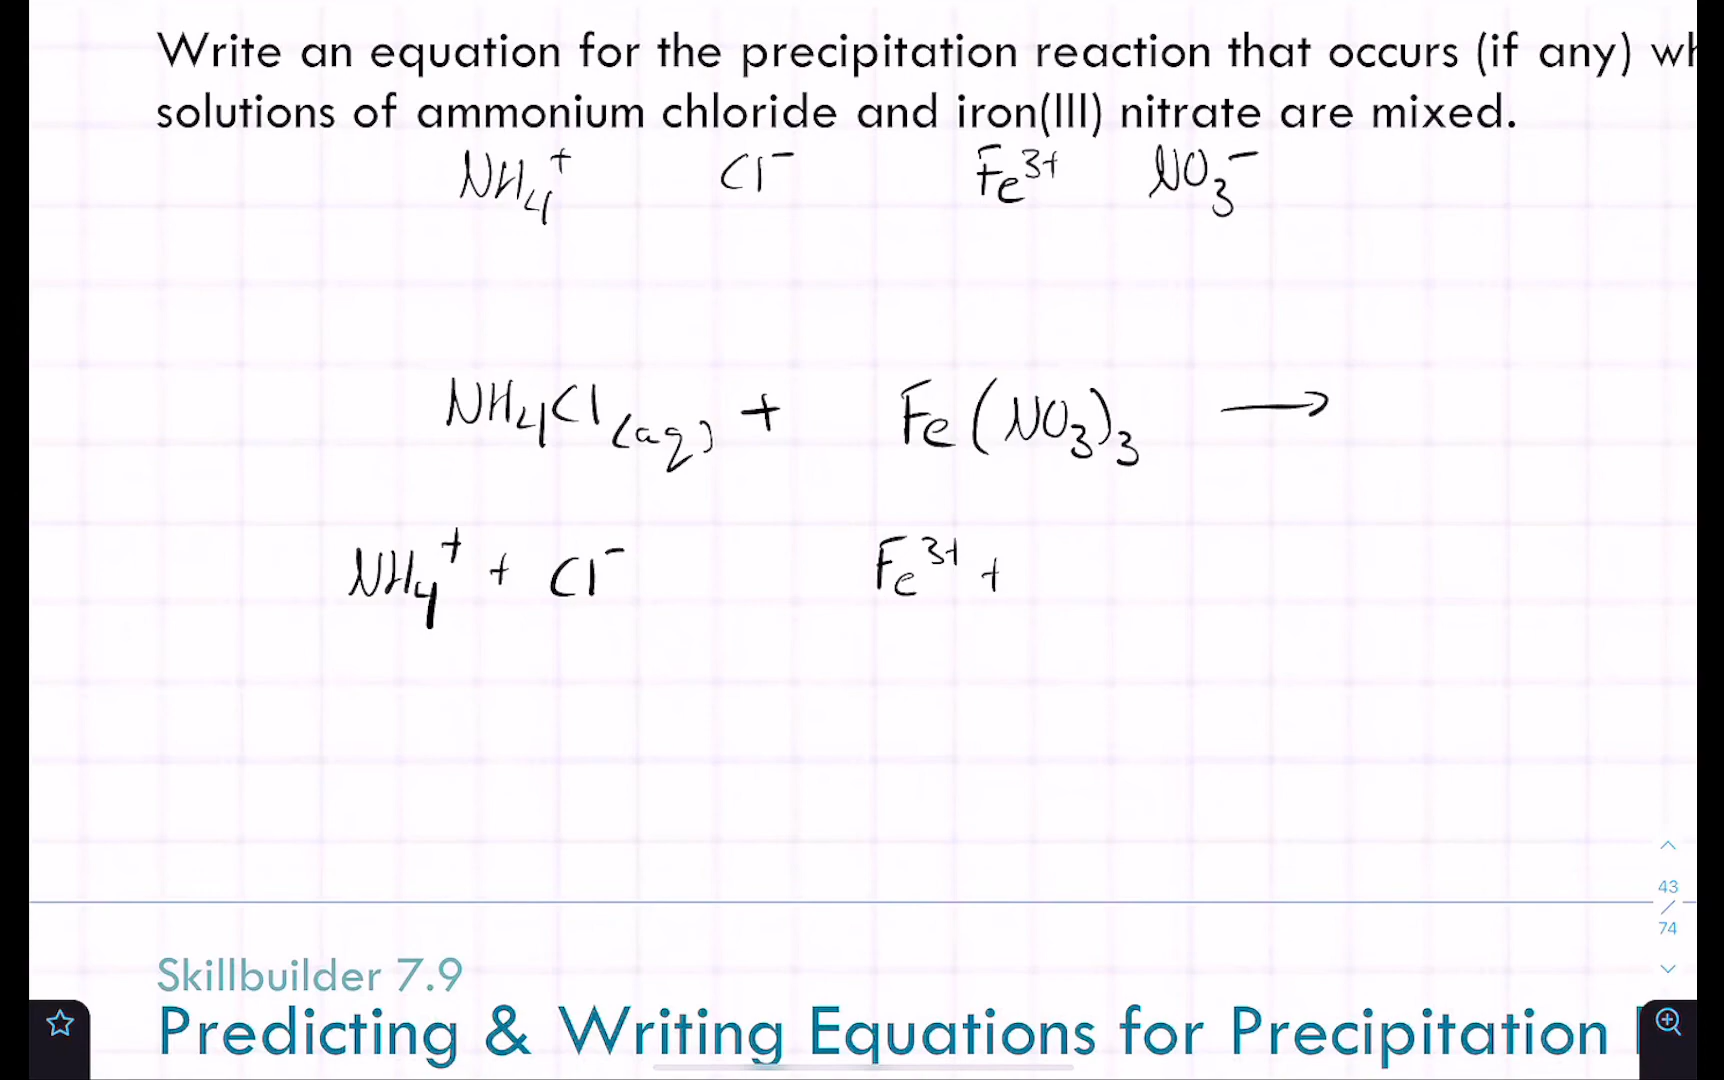 Write an equation for the precipitation reaction that occurs (if any) wh
solutions of ammonium chloride and iron(III) nitrate are mixed.
NH₄⁺ Cl⁻ Fe³⁺ NO₃⁻
NH₄Cl₍aq₎ + Fe(NO₃)₃ →
NH₄⁺ + Cl⁻ Fe³⁺ +
43
/
74
Skillbuilder 7.9
Predicting & Writing Equations for Precipitation